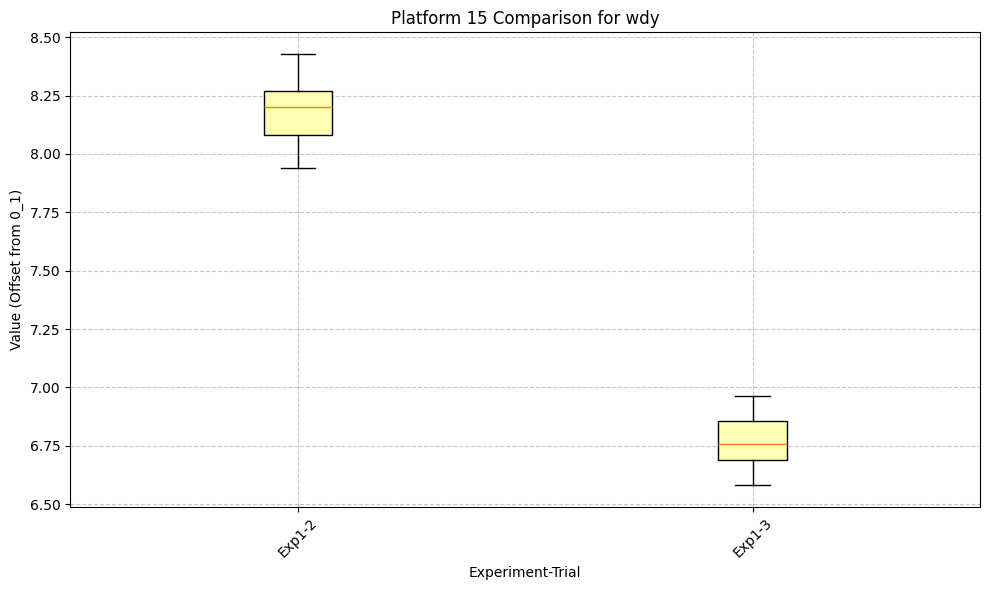 Platform 15 Comparison for wdy
Value (Offset from 0_1)
8.50
8.25
8.00
7.75
7.50
7.25
7.00
6.75
6.50
Exp1-2
Exp1-3
Experiment-Trial